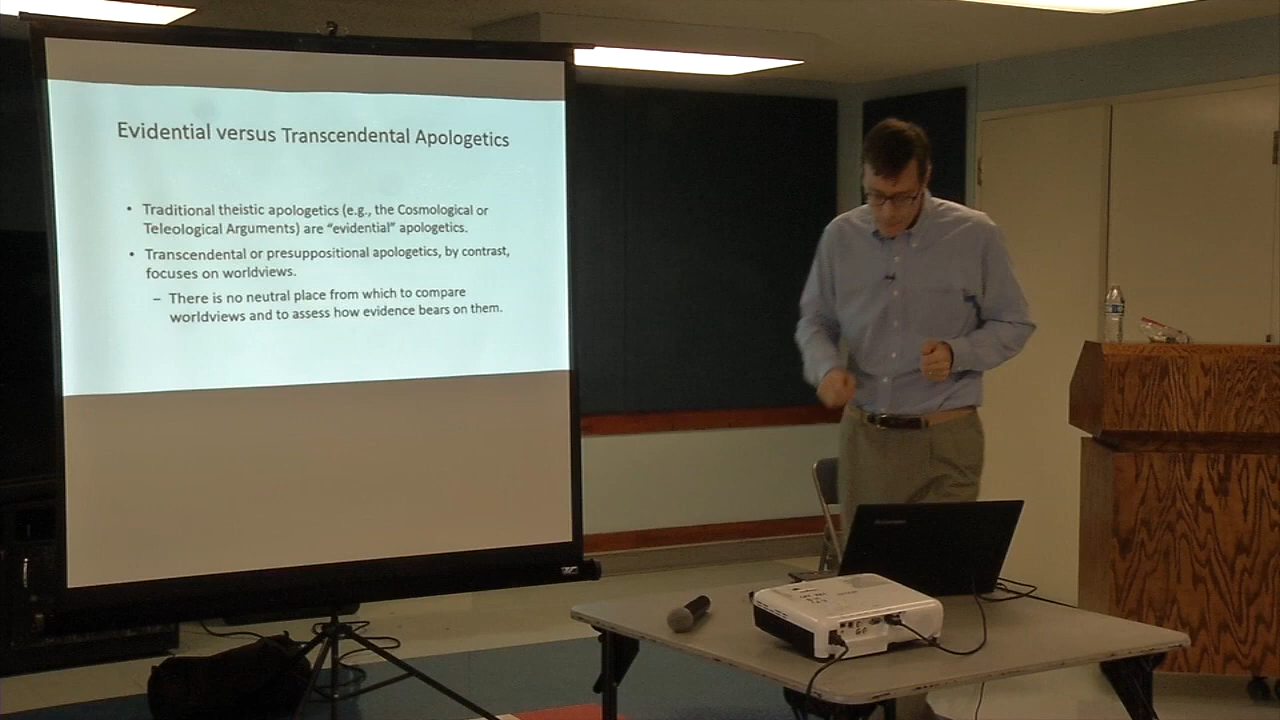 Evidential versus Transcendental Apologetics
• Traditional theistic apologetics (e.g., the Cosmological or
Teleological Arguments) are “evidential” apologetics.
• Transcendental or presuppositional apologetics, by contrast,
focuses on worldviews.
– There is no neutral place from which to compare
worldviews and to assess how evidence bears on them.